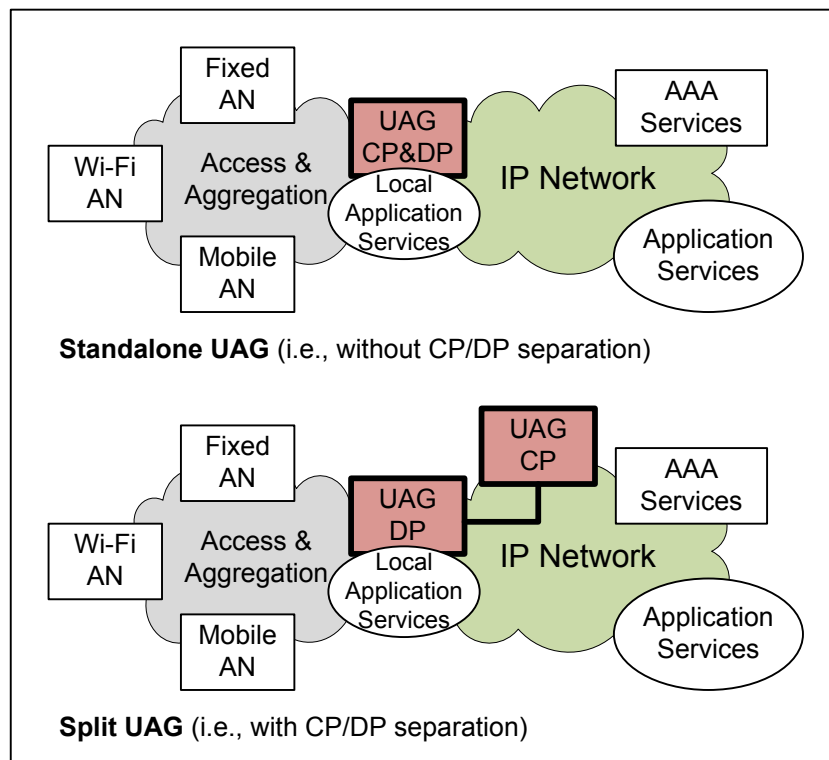 Fixed
AN
AAA
Services
UAG
CP&DP
Wi-Fi
AN
Access &
Aggregation
Local
Application
Services
IP Network
Mobile
AN
Application
Services
Standalone UAG (i.e., without CP/DP separation)
UAG
CP
Fixed
AN
AAA
Services
UAG
DP
Wi-Fi
AN
Access &
Aggregation
Local
Application
Services
IP Network
Mobile
AN
Application
Services
Split UAG (i.e., with CP/DP separation)